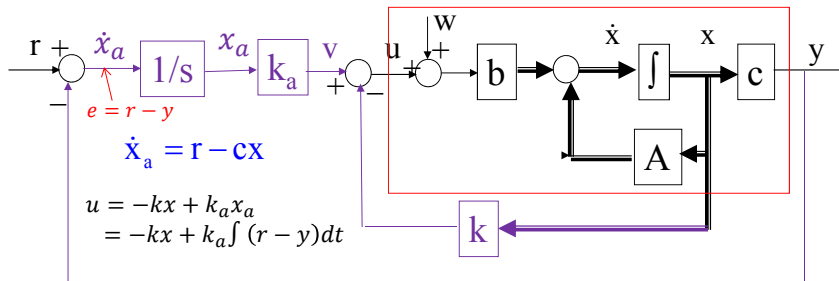 w
r + ẋₐ xₐ v u + + ẋ x y
− 1/s kₐ + − b ∫ c
e = r − y
ẋₐ = r − cx
A
u = −kx + kₐxₐ
= −kx + kₐ∫ (r − y)dt
k